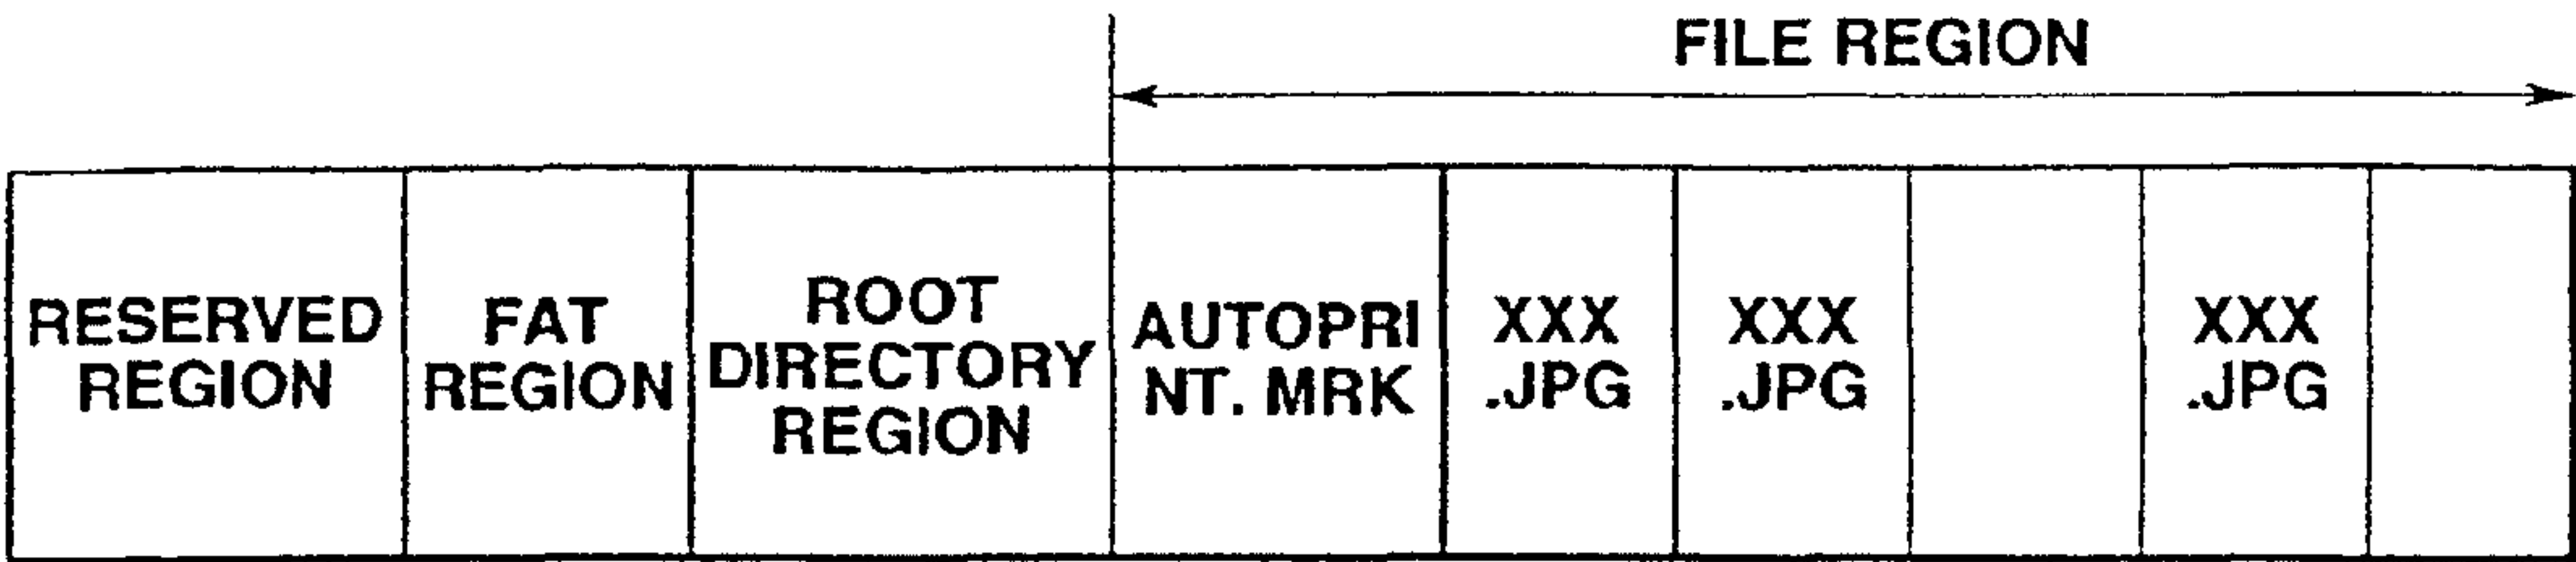 FILE REGION
RESERVED
REGION
FAT
REGION
ROOT
DIRECTORY
REGION
AUTOPRI
NT. MRK
XXX
.JPG
XXX
.JPG
XXX
.JPG